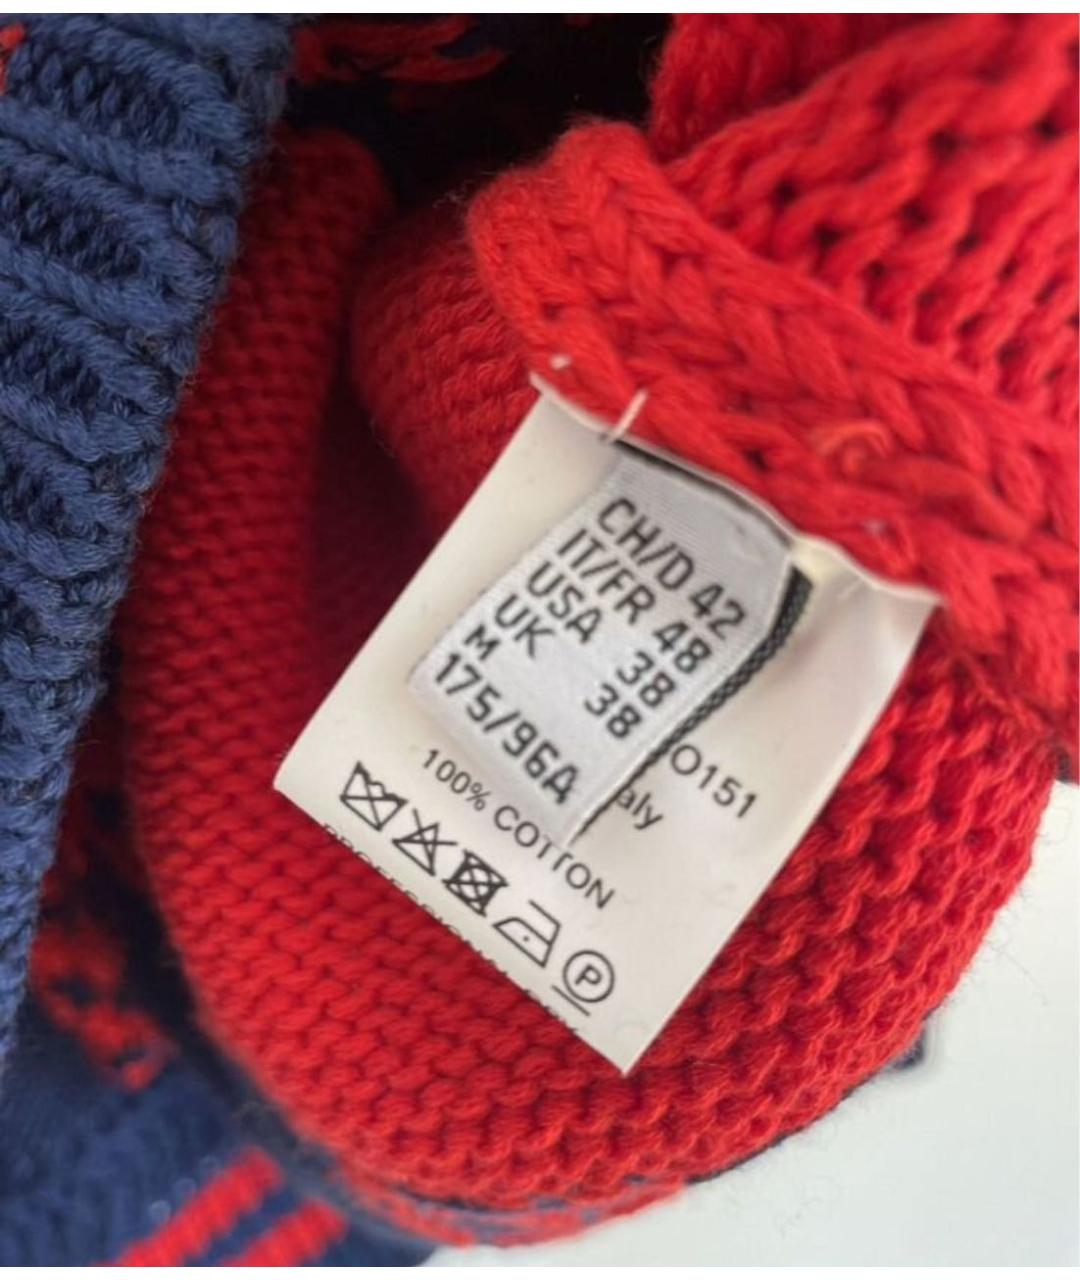 CH/D 42
IT/FR 48
USA 38
UK 38
M
175/96A
O151
aly
100% COTTON
P